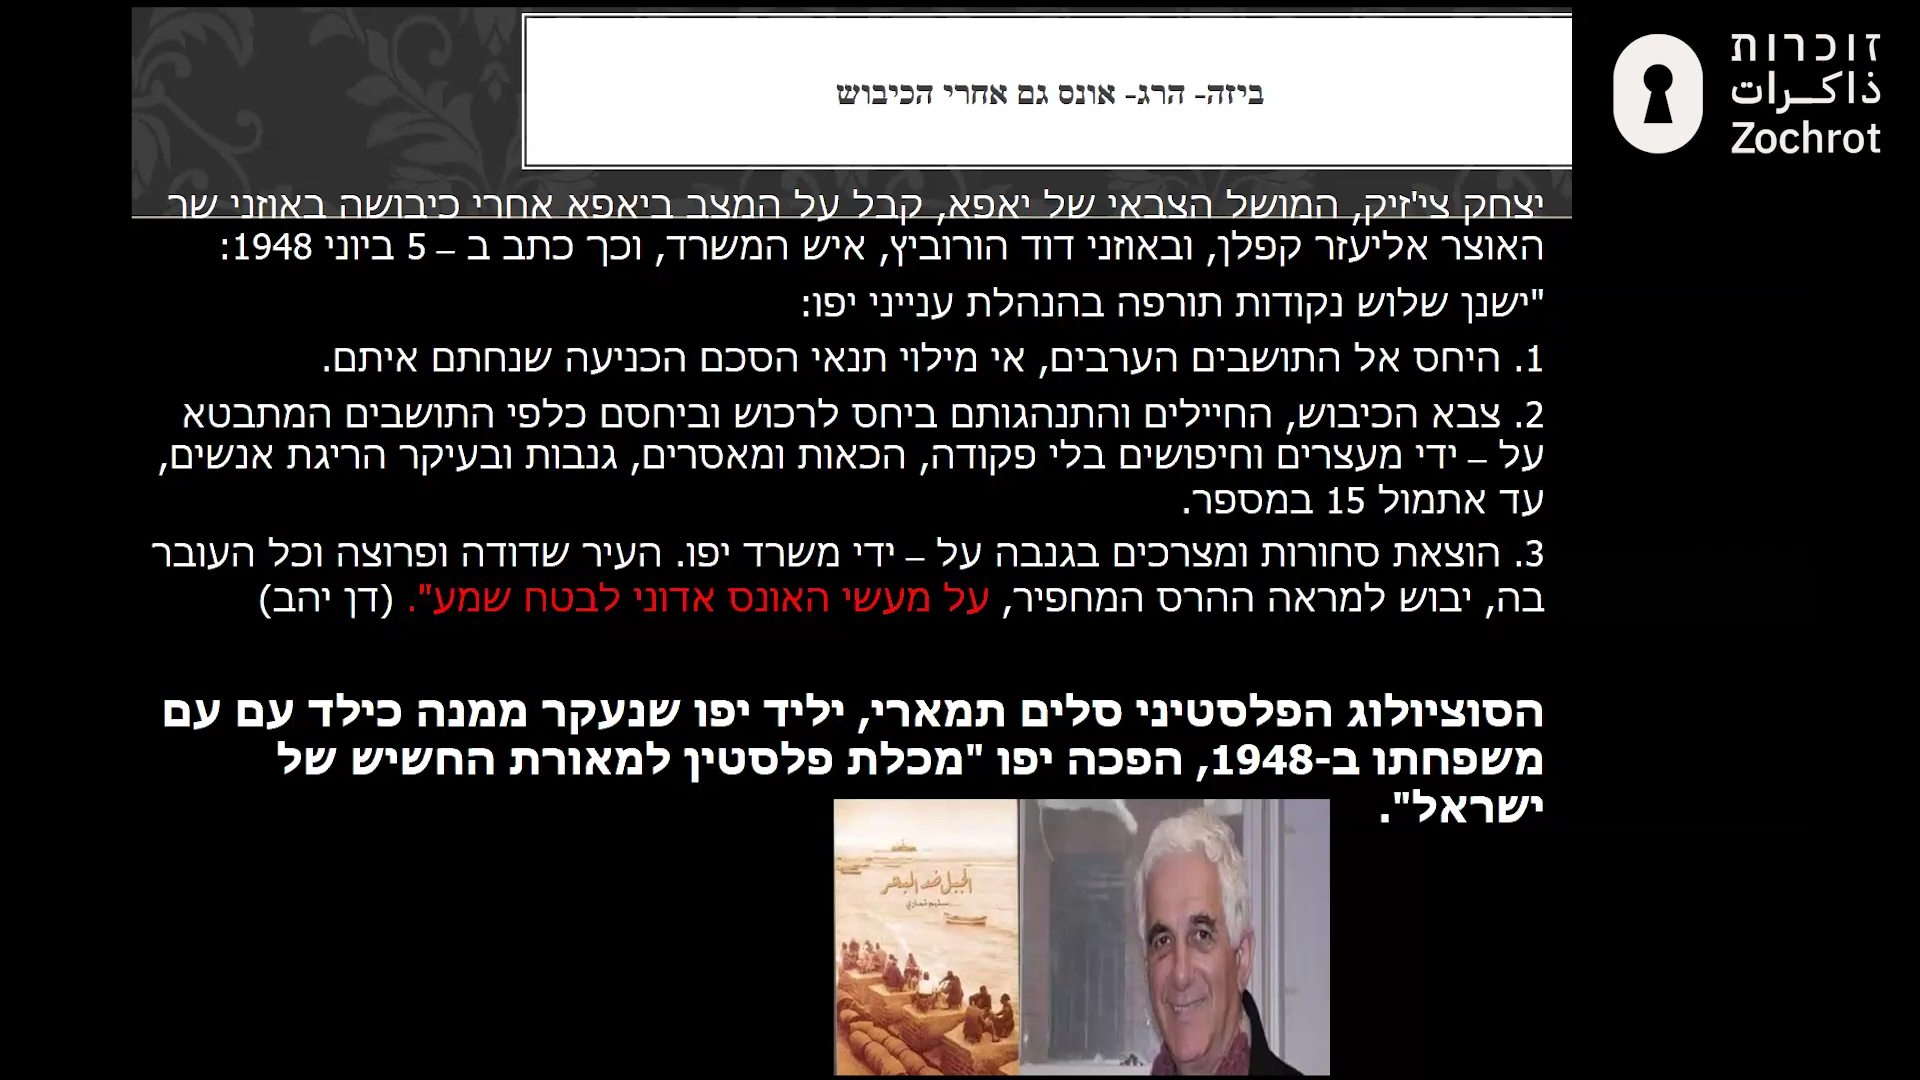 ביזה- הרג- אונס גם אחרי הכיבוש
זוכרות
ذاكـــرات
Zochrot
יצחק צי'זיק, המושל הצבאי של יאפא, קבל על המצב ביאפא אחרי כיבושה באוזני שר
האוצר אליעזר קפלן, ובאוזני דוד הורוביץ, איש המשרד, וכך כתב ב – 5 ביוני 1948:
"ישנן שלוש נקודות תורפה בהנהלת ענייני יפו:
1. היחס אל התושבים הערבים, אי מילוי תנאי הסכם הכניעה שנחתם איתם.
2. צבא הכיבוש, החיילים והתנהגותם ביחס לרכוש וביחסם כלפי התושבים המתבטא
על – ידי מעצרים וחיפושים בלי פקודה, הכאות ומאסרים, גנבות ובעיקר הריגת אנשים,
עד אתמול 15 במספר.
3. הוצאת סחורות ומצרכים בגנבה על – ידי משרד יפו. העיר שדודה ופרוצה וכל העובר
בה, יבוש למראה ההרס המחפיר, על מעשי האונס אדוני לבטח שמע". (דן יהב)
הסוציולוג הפלסטיני סלים תמארי, יליד יפו שנעקר ממנה כילד עם עם
משפחתו ב-1948, הפכה יפו "מכלת פלסטין למאורת החשיש של
ישראל".
الجبل ضد البحر
سليم تماري